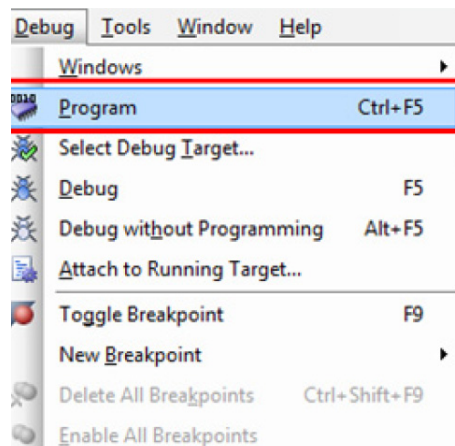 Debug Tools Window Help
Windows
Program Ctrl+F5
Select Debug Target...
Debug F5
Debug without Programming Alt+F5
Attach to Running Target...
Toggle Breakpoint F9
New Breakpoint
Delete All Breakpoints Ctrl+Shift+F9
Enable All Breakpoints